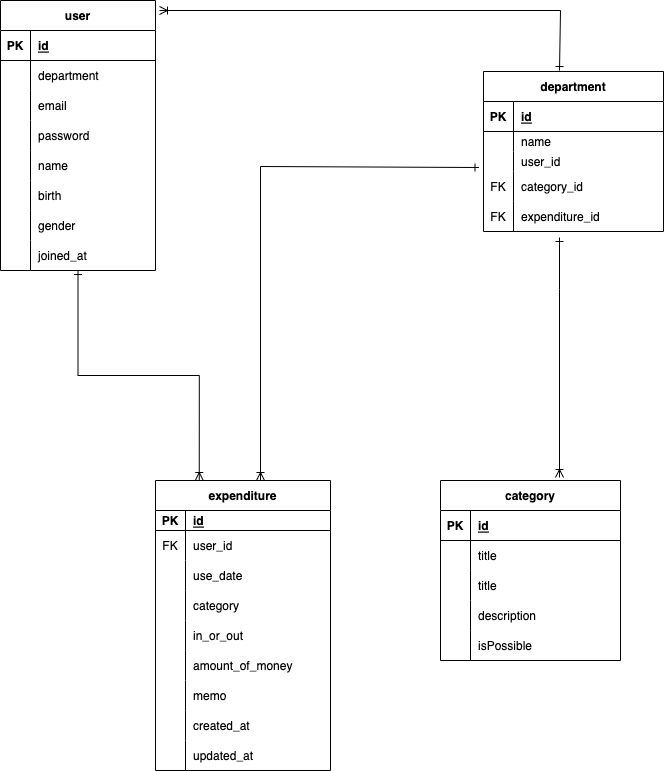 user
PK id
department
email
password
name
birth
gender
joined_at
department
PK id
name
user_id
FK category_id
FK expenditure_id
expenditure
PK id
FK user_id
use_date
category
in_or_out
amount_of_money
memo
created_at
updated_at
category
PK id
title
title
description
isPossible